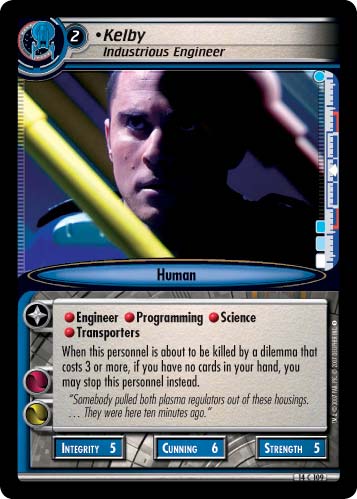 2
•Kelby
Industrious Engineer
Human
Engineer Programming Science
Transporters
When this personnel is about to be killed by a dilemma that
costs 3 or more, if you have no cards in your hand, you
may stop this personnel instead.
"Somebody pulled both plasma regulators out of these housings.
... They were here ten minutes ago."
INTEGRITY 5 CUNNING 6 STRENGTH 5
14 C 109